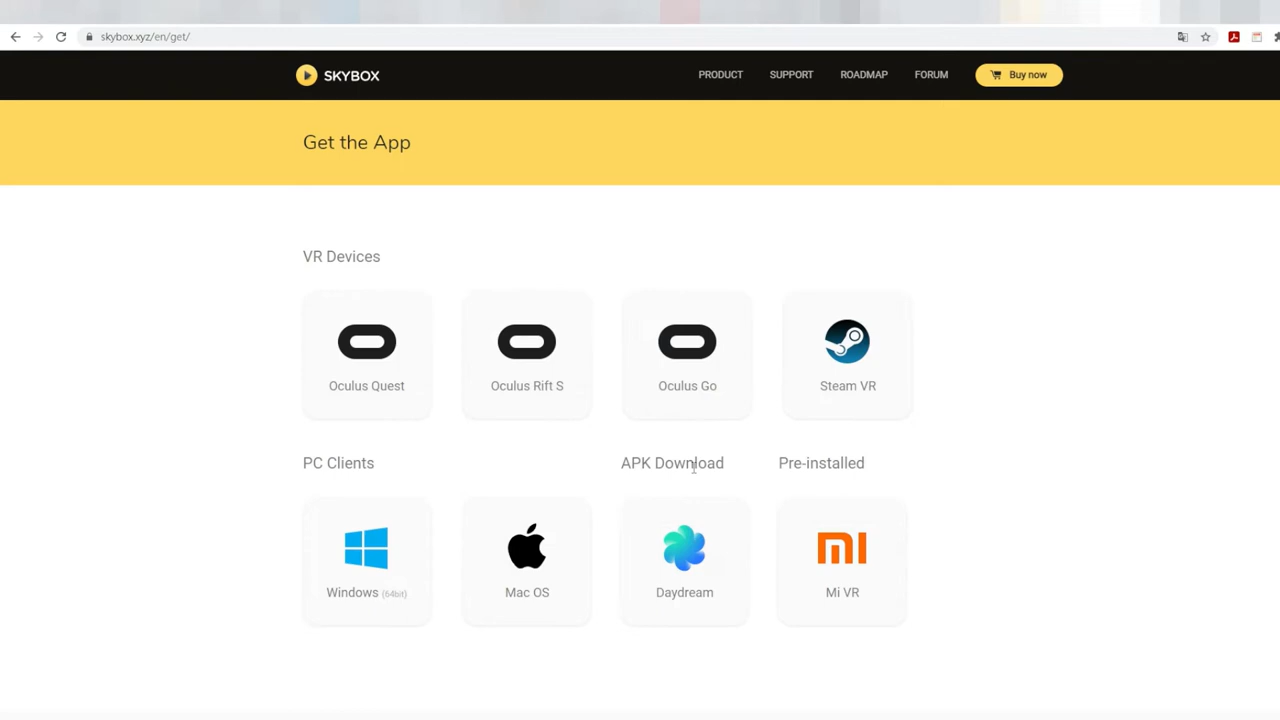 skybox.xyz/en/get/
SKYBOX
PRODUCT SUPPORT ROADMAP FORUM Buy now
Get the App
VR Devices
Oculus Quest Oculus Rift S Oculus Go Steam VR
PC Clients APK Download Pre-installed
Windows (64bit) Mac OS Daydream Mi VR